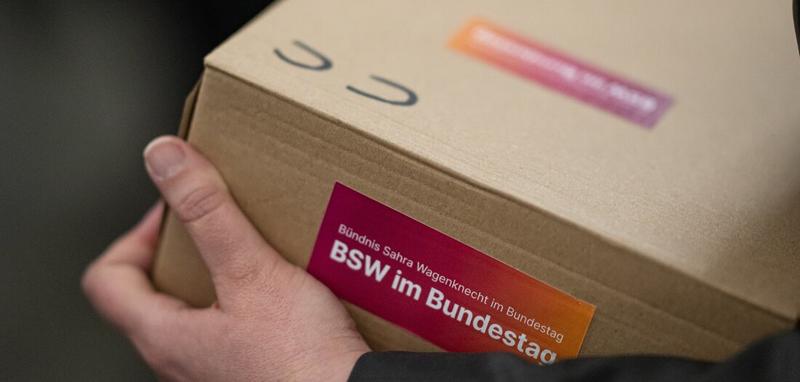 Bündnis Sahra Wagenknecht im Bundestag
BSW im Bundestag